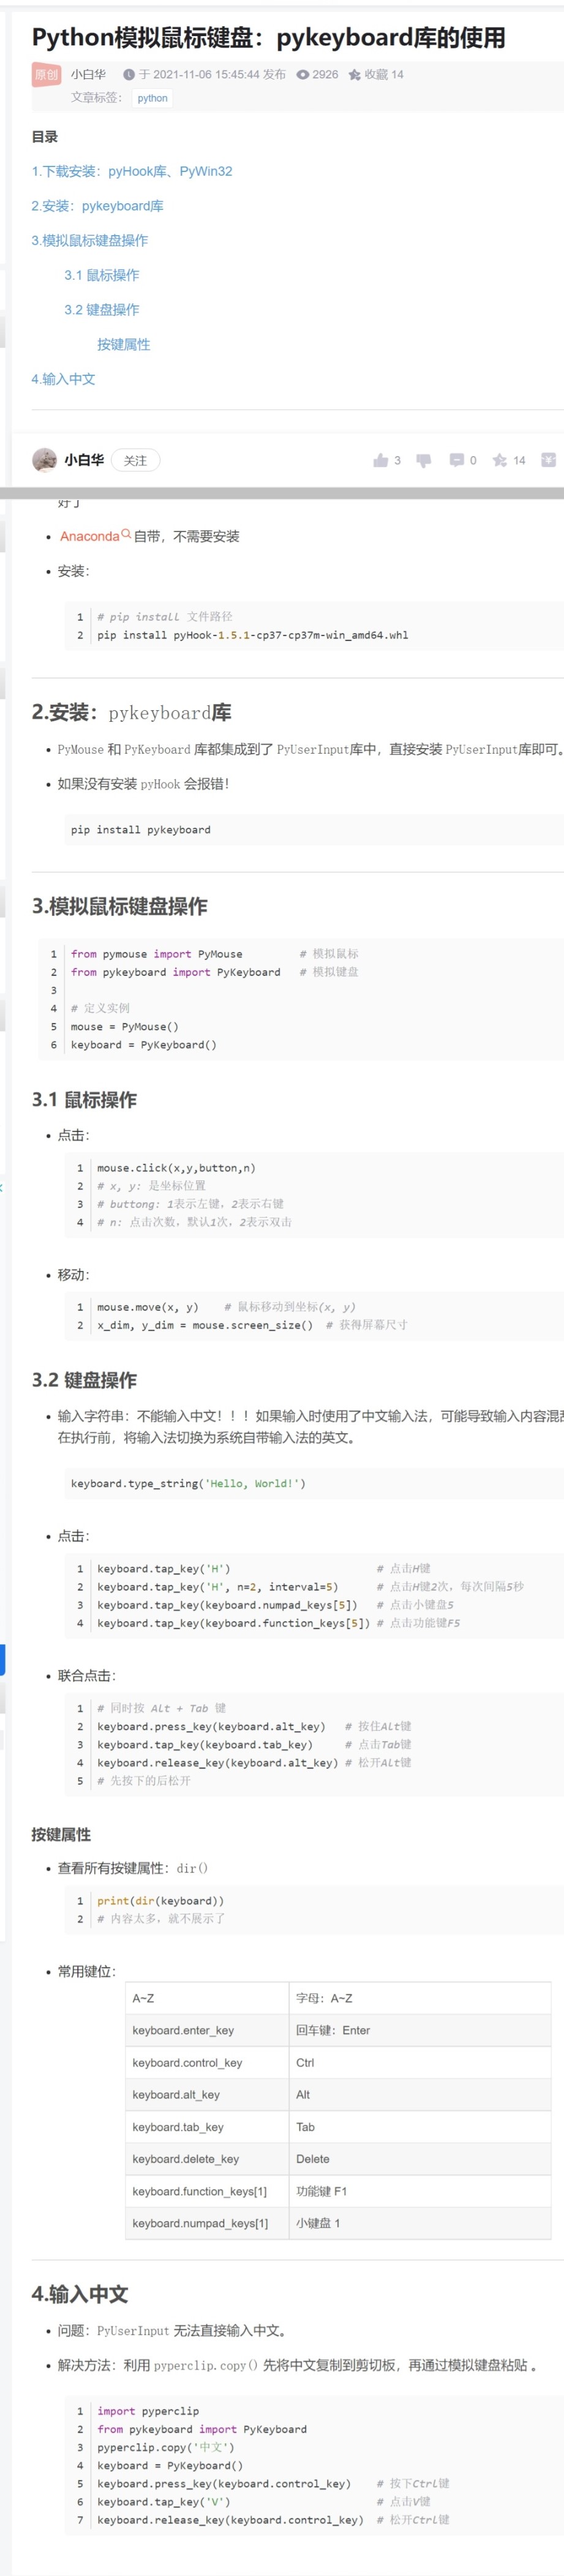 Python模拟鼠标键盘：pykeyboard库的使用
原创 小白华 于 2021-11-06 15:45:44 发布 2926 收藏 14
文章标签： python
目录
1.下载安装：pyHook库、PyWin32
2.安装：pykeyboard库
3.模拟鼠标键盘操作
3.1 鼠标操作
3.2 键盘操作
按键属性
4.输入中文
小白华 关注 3 0 14
好了
Anaconda 自带，不需要安装
安装：
1 # pip install 文件路径
2 pip install pyHook-1.5.1-cp37-cp37m-win_amd64.whl
2.安装：pykeyboard库
PyMouse 和 PyKeyboard 库都集成到了 PyUserInput库中，直接安装 PyUserInput库即可。
如果没有安装 pyHook 会报错！
pip install pykeyboard
3.模拟鼠标键盘操作
1 from pymouse import PyMouse # 模拟鼠标
2 from pykeyboard import PyKeyboard # 模拟键盘
3
4 # 定义实例
5 mouse = PyMouse()
6 keyboard = PyKeyboard()
3.1 鼠标操作
点击：
1 mouse.click(x,y,button,n)
2 # x, y: 是坐标位置
3 # buttong: 1表示左键，2表示右键
4 # n: 点击次数，默认1次，2表示双击
移动：
1 mouse.move(x, y) # 鼠标移动到坐标(x, y)
2 x_dim, y_dim = mouse.screen_size() # 获得屏幕尺寸
3.2 键盘操作
输入字符串：不能输入中文！！！如果输入时使用了中文输入法，可能导致输入内容混乱
在执行前，将输入法切换为系统自带输入法的英文。
keyboard.type_string('Hello, World!')
点击：
1 keyboard.tap_key('H') # 点击H键
2 keyboard.tap_key('H', n=2, interval=5) # 点击H键2次，每次间隔5秒
3 keyboard.tap_key(keyboard.numpad_keys[5]) # 点击小键盘5
4 keyboard.tap_key(keyboard.function_keys[5]) # 点击功能键F5
联合点击：
1 # 同时按 Alt + Tab 键
2 keyboard.press_key(keyboard.alt_key) # 按住Alt键
3 keyboard.tap_key(keyboard.tab_key) # 点击Tab键
4 keyboard.release_key(keyboard.alt_key) # 松开Alt键
5 # 先按下的后松开
按键属性
查看所有按键属性：dir()
1 print(dir(keyboard))
2 # 内容太多，就不展示了
常用键位：
A~Z 字母：A~Z
keyboard.enter_key 回车键：Enter
keyboard.control_key Ctrl
keyboard.alt_key Alt
keyboard.tab_key Tab
keyboard.delete_key Delete
keyboard.function_keys[1] 功能键 F1
keyboard.numpad_keys[1] 小键盘 1
4.输入中文
问题：PyUserInput 无法直接输入中文。
解决方法：利用 pyperclip.copy() 先将中文复制到剪切板，再通过模拟键盘粘贴 。
1 import pyperclip
2 from pykeyboard import PyKeyboard
3 pyperclip.copy('中文')
4 keyboard = PyKeyboard()
5 keyboard.press_key(keyboard.control_key) # 按下Ctrl键
6 keyboard.tap_key('V') # 点击V键
7 keyboard.release_key(keyboard.control_key) # 松开Ctrl键